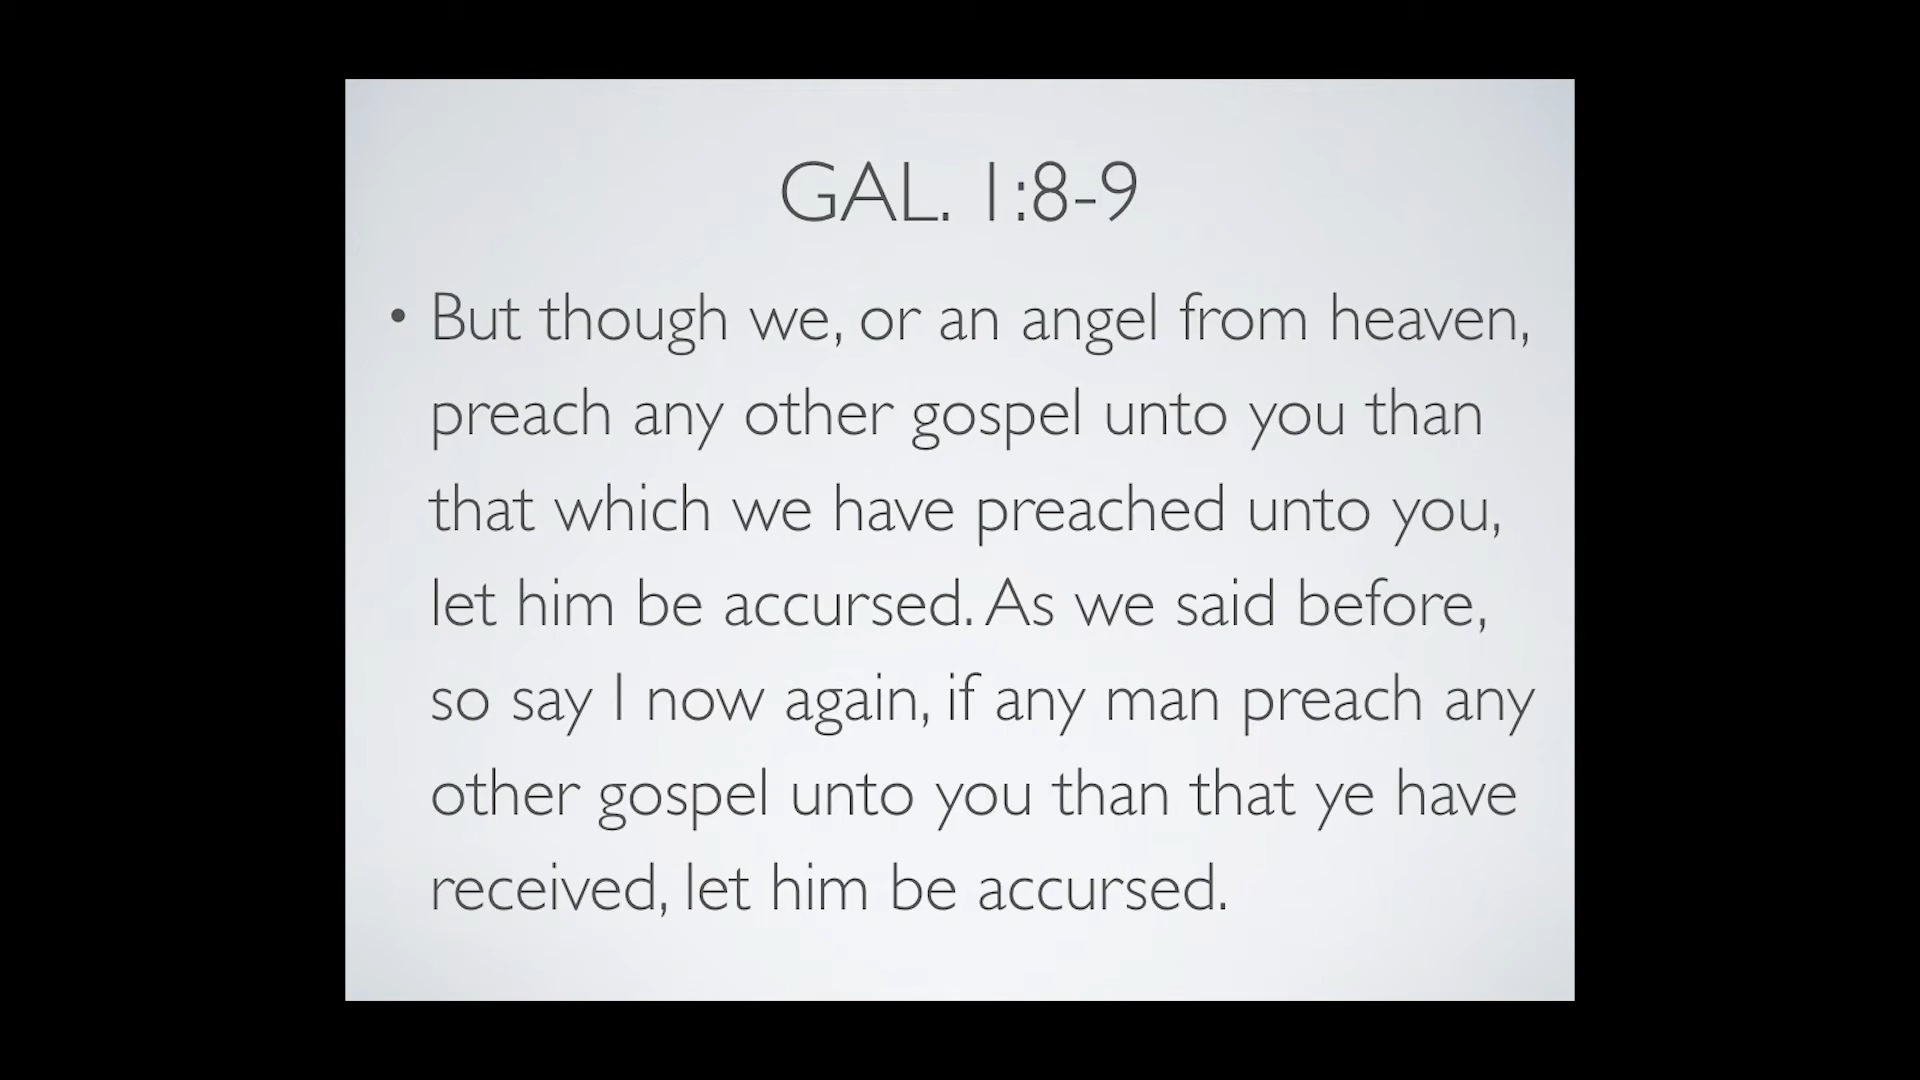 GAL. 1:8-9
• But though we, or an angel from heaven,
preach any other gospel unto you than
that which we have preached unto you,
let him be accursed. As we said before,
so say I now again, if any man preach any
other gospel unto you than that ye have
received, let him be accursed.